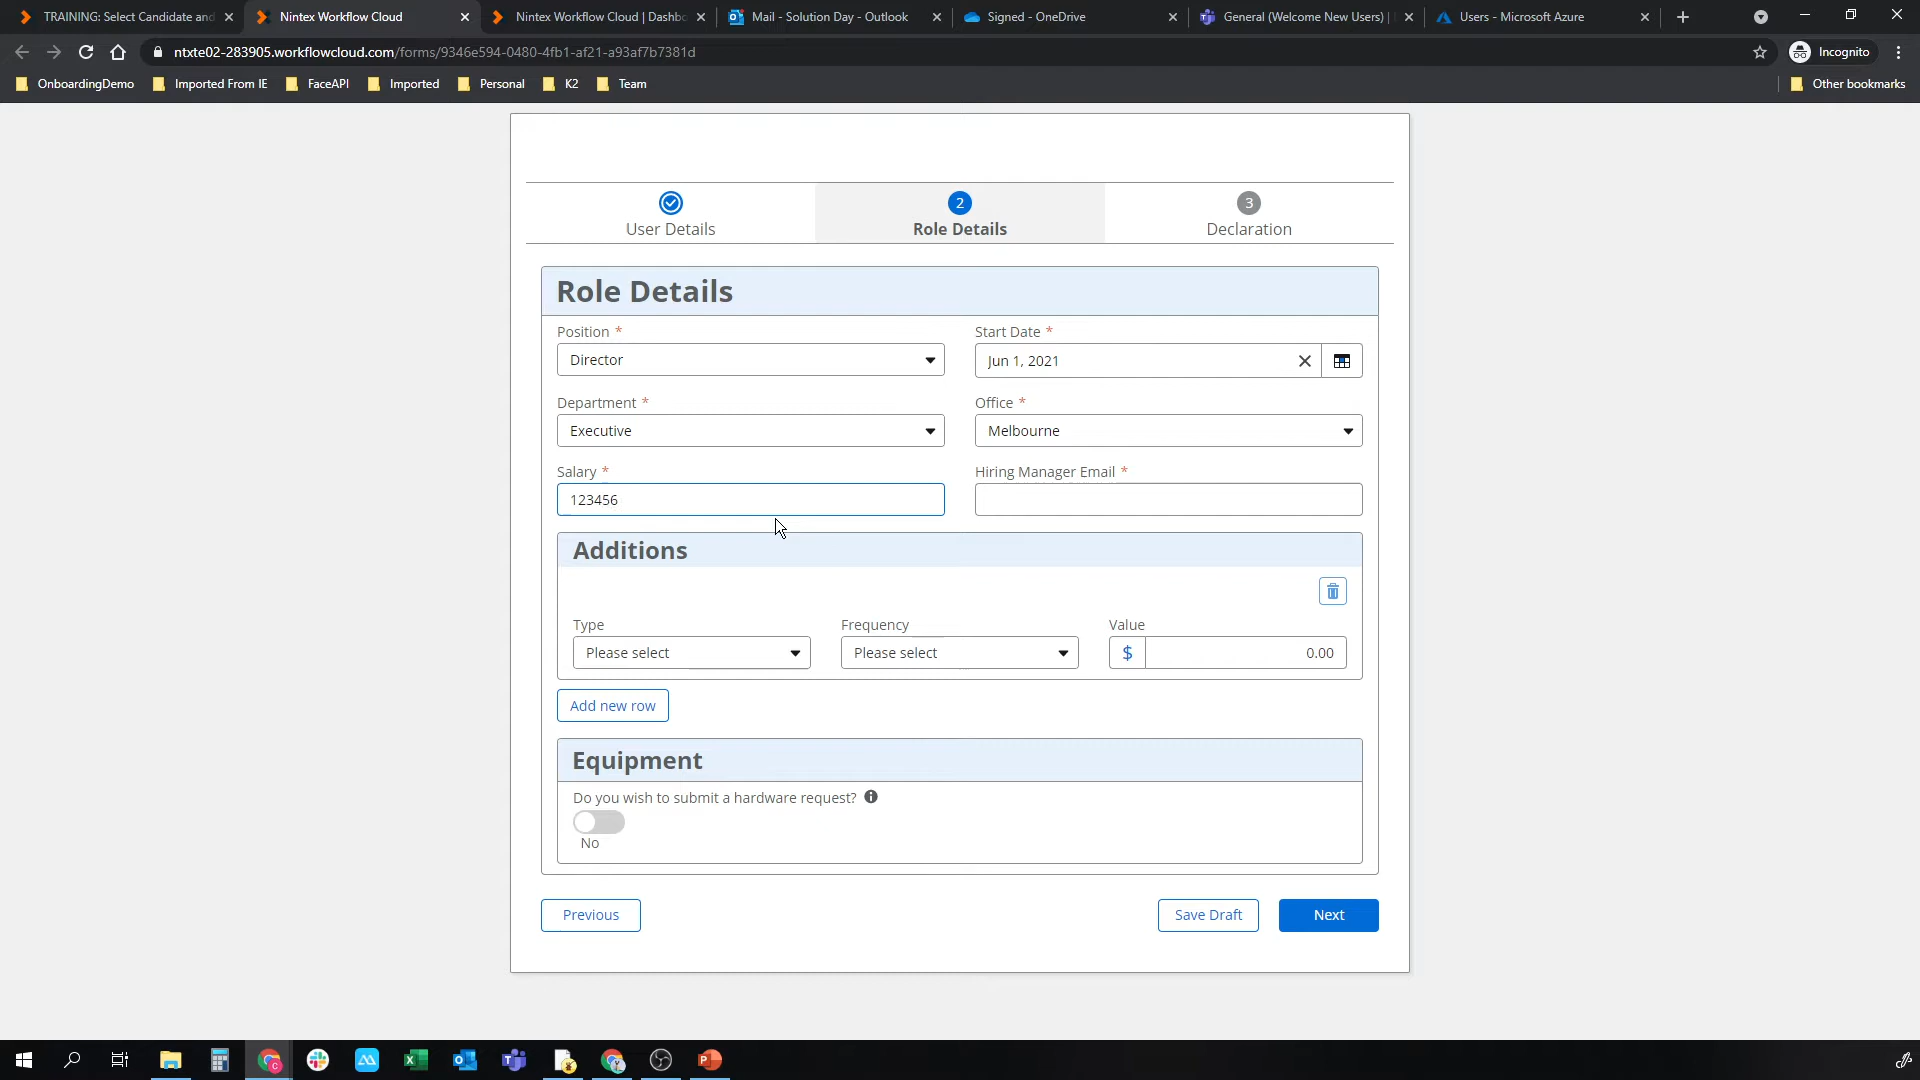 TRAINING: Select Candidate and
Nintex Workflow Cloud
Nintex Workflow Cloud | Dashbo
Mail - Solution Day - Outlook
Signed - OneDrive
General (Welcome New Users) |
Users - Microsoft Azure
ntxte02-283905.workflowcloud.com/forms/9346e594-0480-4fb1-af21-a93af7b7381d
Incognito
OnboardingDemo
Imported From IE
FaceAPI
Imported
Personal
K2
Team
Other bookmarks
2
3
User Details
Role Details
Declaration
Role Details
Position *
Start Date *
Director
Jun 1, 2021
Department *
Office *
Executive
Melbourne
Salary *
Hiring Manager Email *
123456
Additions
Type
Frequency
Value
Please select
Please select
$
0.00
Add new row
Equipment
Do you wish to submit a hardware request?
No
Previous
Save Draft
Next